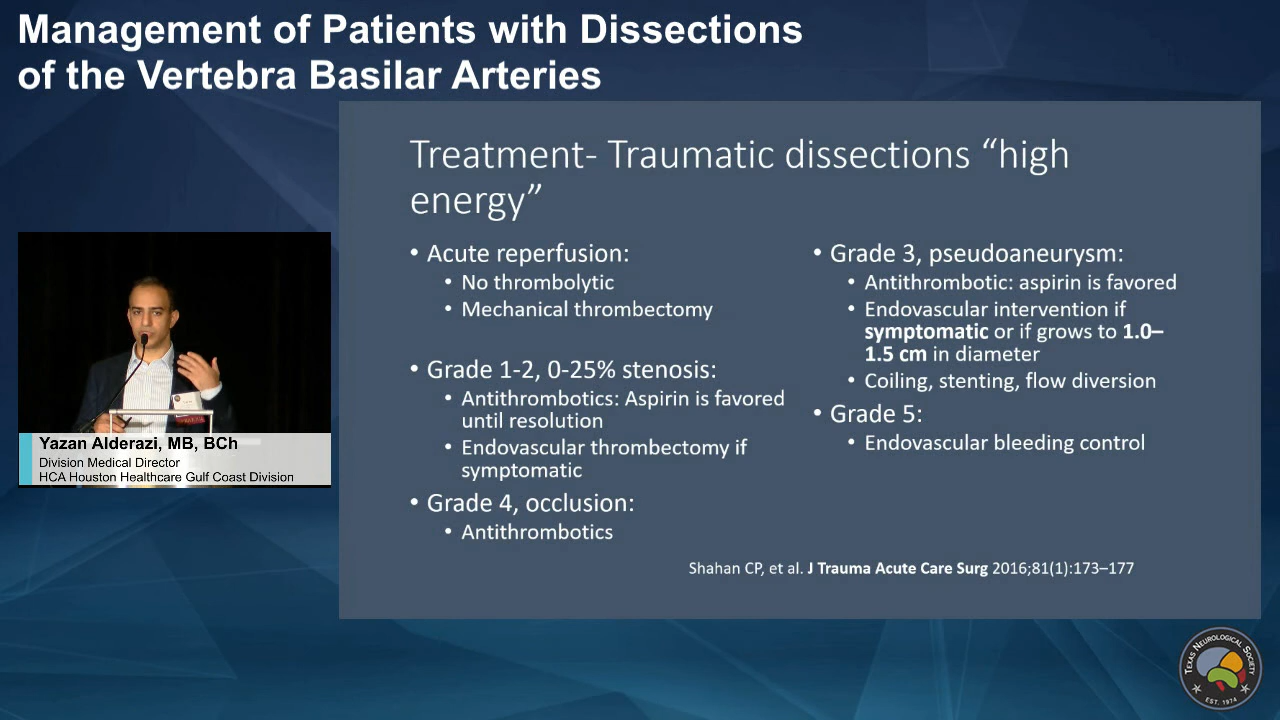 Management of Patients with Dissections
of the Vertebra Basilar Arteries
Treatment- Traumatic dissections “high
energy”
• Acute reperfusion:
• No thrombolytic
• Mechanical thrombectomy
• Grade 1-2, 0-25% stenosis:
• Antithrombotics: Aspirin is favored
until resolution
• Endovascular thrombectomy if
symptomatic
• Grade 4, occlusion:
• Antithrombotics
• Grade 3, pseudoaneurysm:
• Antithrombotic: aspirin is favored
• Endovascular intervention if
symptomatic or if grows to 1.0–
1.5 cm in diameter
• Coiling, stenting, flow diversion
• Grade 5:
• Endovascular bleeding control
Shahan CP, et al. J Trauma Acute Care Surg 2016;81(1):173–177
Yazan Alderazi, MB, BCh
Division Medical Director
HCA Houston Healthcare Gulf Coast Division
TEXAS NEUROLOGICAL SOCIETY
EST. 1974